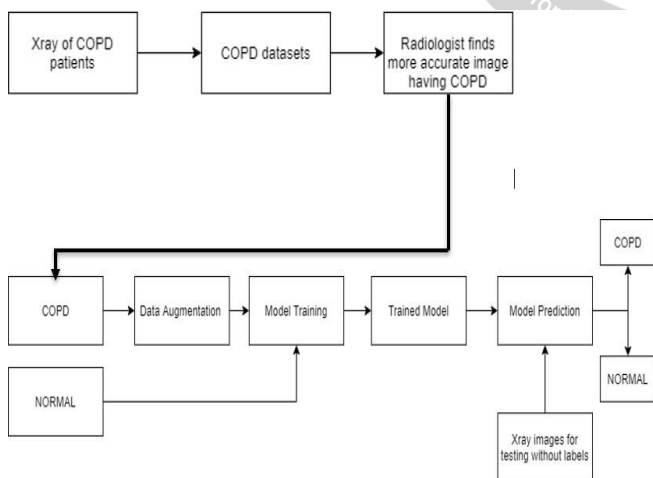 Xray of COPD
patients
COPD datasets
Radiologist finds
more accurate image
having COPD
COPD
COPD
Data Augmentation
Model Training
Trained Model
Model Prediction
NORMAL
NORMAL
Xray images for
testing without labels